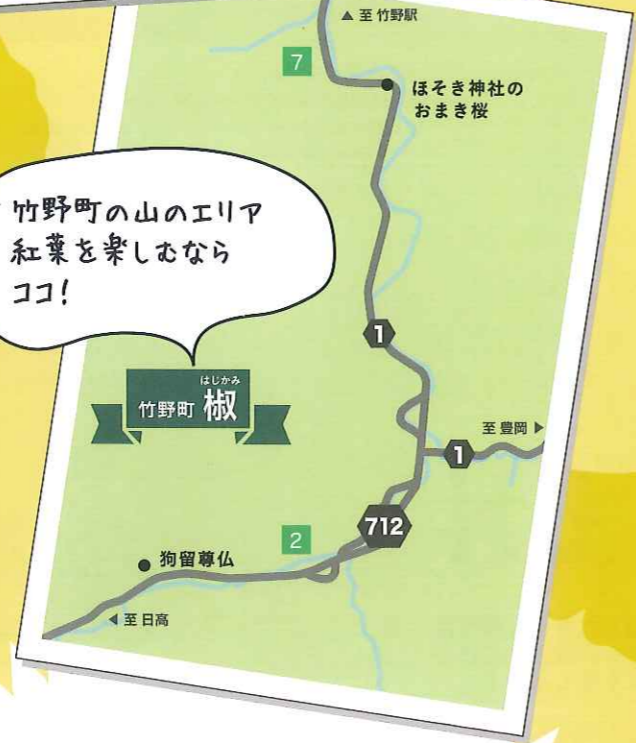 ▲ 至 竹野駅
7
ほそき神社の
おまき桜
竹野町の山のエリア
紅葉を楽しむなら
ココ!
1
はじかみ
竹野町 椒
至 豊岡 ▶
1
712
2
狗留尊仏
◀ 至 日高